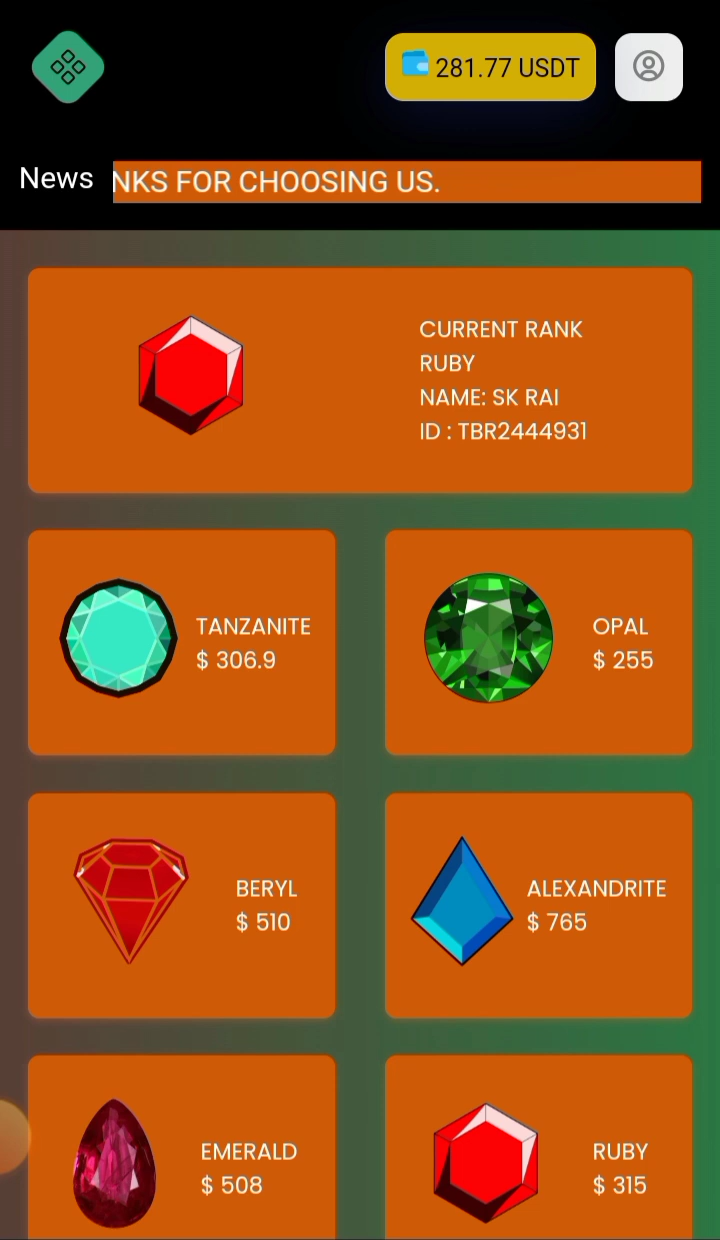 281.77 USDT
News
NKS FOR CHOOSING US.
CURRENT RANK
RUBY
NAME: SK RAI
ID : TBR2444931
TANZANITE
$ 306.9
OPAL
$ 255
BERYL
$ 510
ALEXANDRITE
$ 765
EMERALD
$ 508
RUBY
$ 315